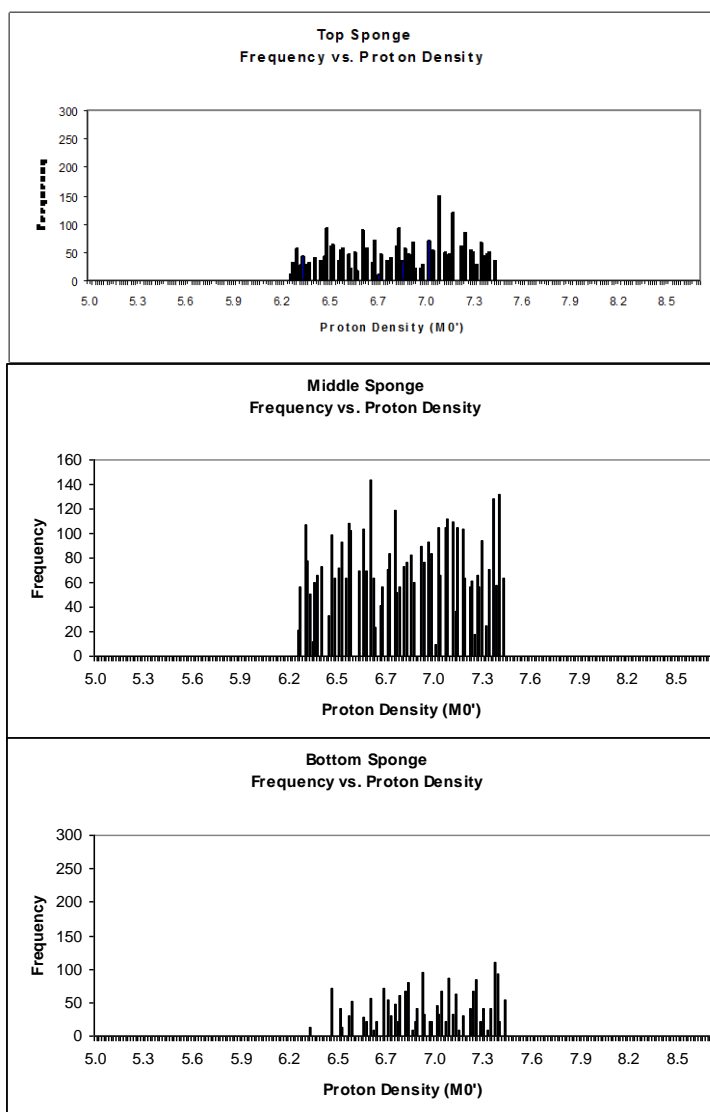 Top Sponge
Frequency vs. Proton Density
300
250
200
150
100
50
0
5.0 5.3 5.6 5.9 6.2 6.5 6.7 7.0 7.3 7.6 7.9 8.2 8.5
Proton Density (M0')
Middle Sponge
Frequency vs. Proton Density
Frequency
160
140
120
100
80
60
40
20
0
5.0 5.3 5.6 5.9 6.2 6.5 6.7 7.0 7.3 7.6 7.9 8.2 8.5
Proton Density (M0')
Bottom Sponge
Frequency vs. Proton Density
Frequency
300
250
200
150
100
50
0
5.0 5.3 5.6 5.9 6.2 6.5 6.7 7.0 7.3 7.6 7.9 8.2 8.5
Proton Density (M0')